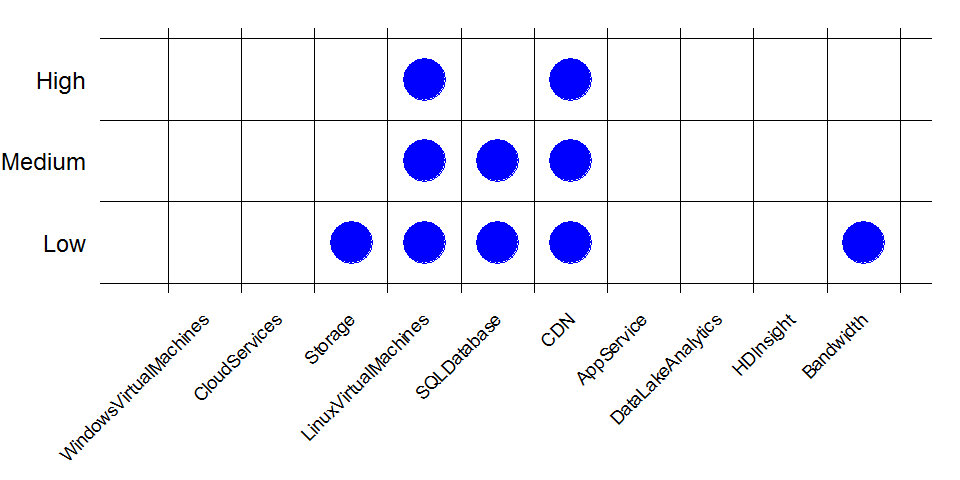 High
Medium
Low
WindowsVirtualMachines
CloudServices
Storage
LinuxVirtualMachines
SQLDatabase
CDN
AppService
DataLakeAnalytics
HDInsight
Bandwidth